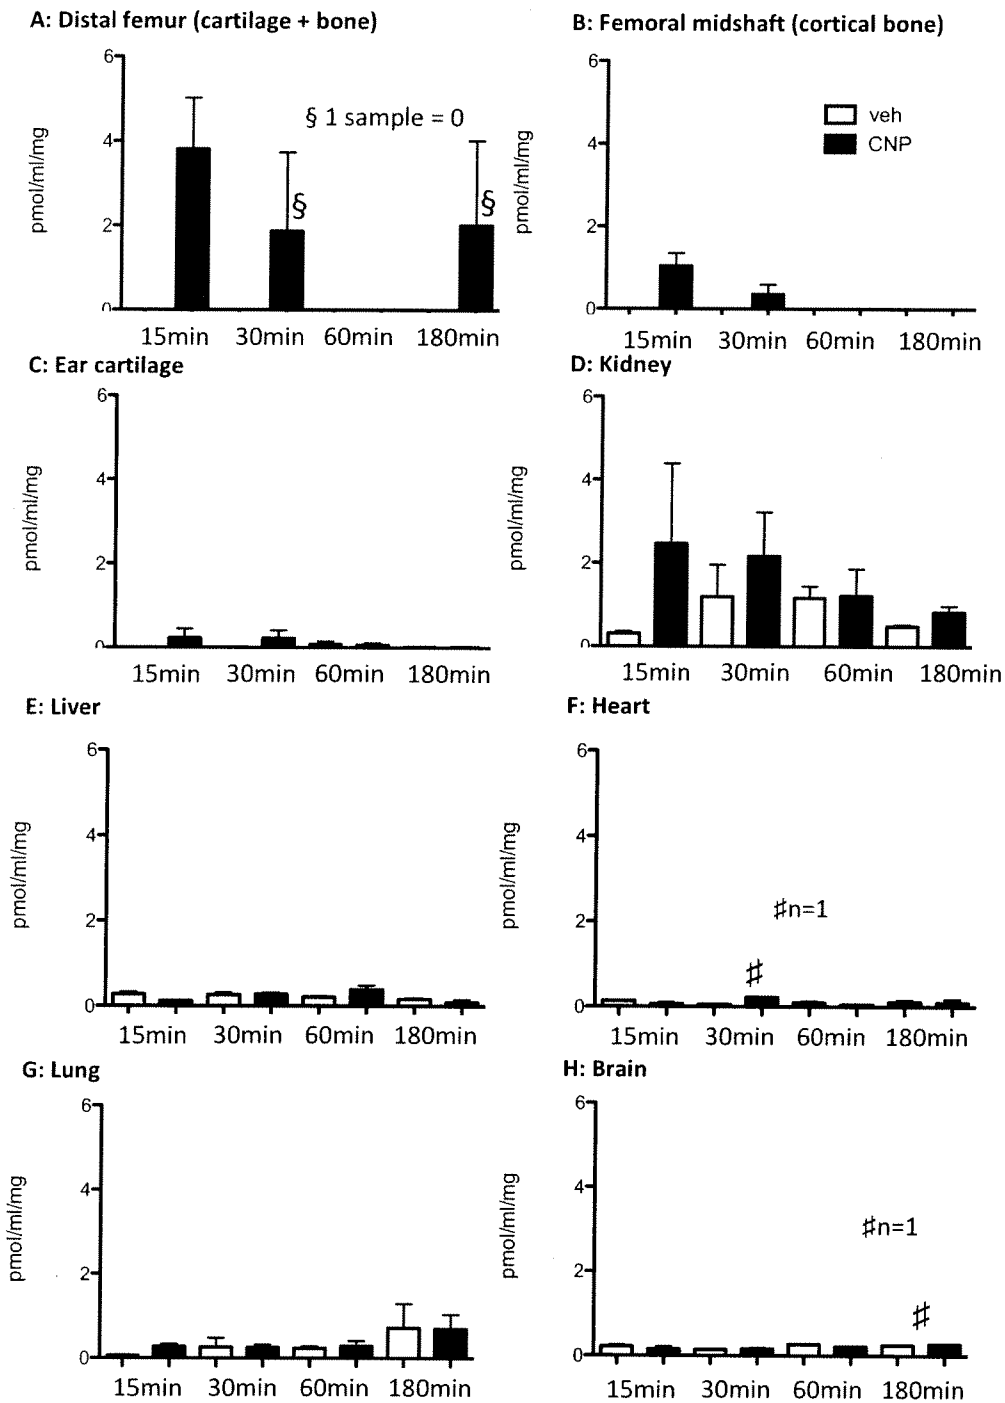 A: Distal femur (cartilage + bone)
6
4
2
0
pmol/ml/mg
§ 1 sample = 0
§
§
15min 30min 60min 180min
B: Femoral midshaft (cortical bone)
6
4
2
0
pmol/ml/mg
veh
CNP
15min 30min 60min 180min
C: Ear cartilage
6
4
2
0
pmol/ml/mg
15min 30min 60min 180min
D: Kidney
6
4
2
0
pmol/ml/mg
15min 30min 60min 180min
E: Liver
6
4
2
0
pmol/ml/mg
15min 30min 60min 180min
F: Heart
6
4
2
0
pmol/ml/mg
♯n=1
♯
15min 30min 60min 180min
G: Lung
6
4
2
0
pmol/ml/mg
15min 30min 60min 180min
H: Brain
6
4
2
0
pmol/ml/mg
♯n=1
♯
15min 30min 60min 180min